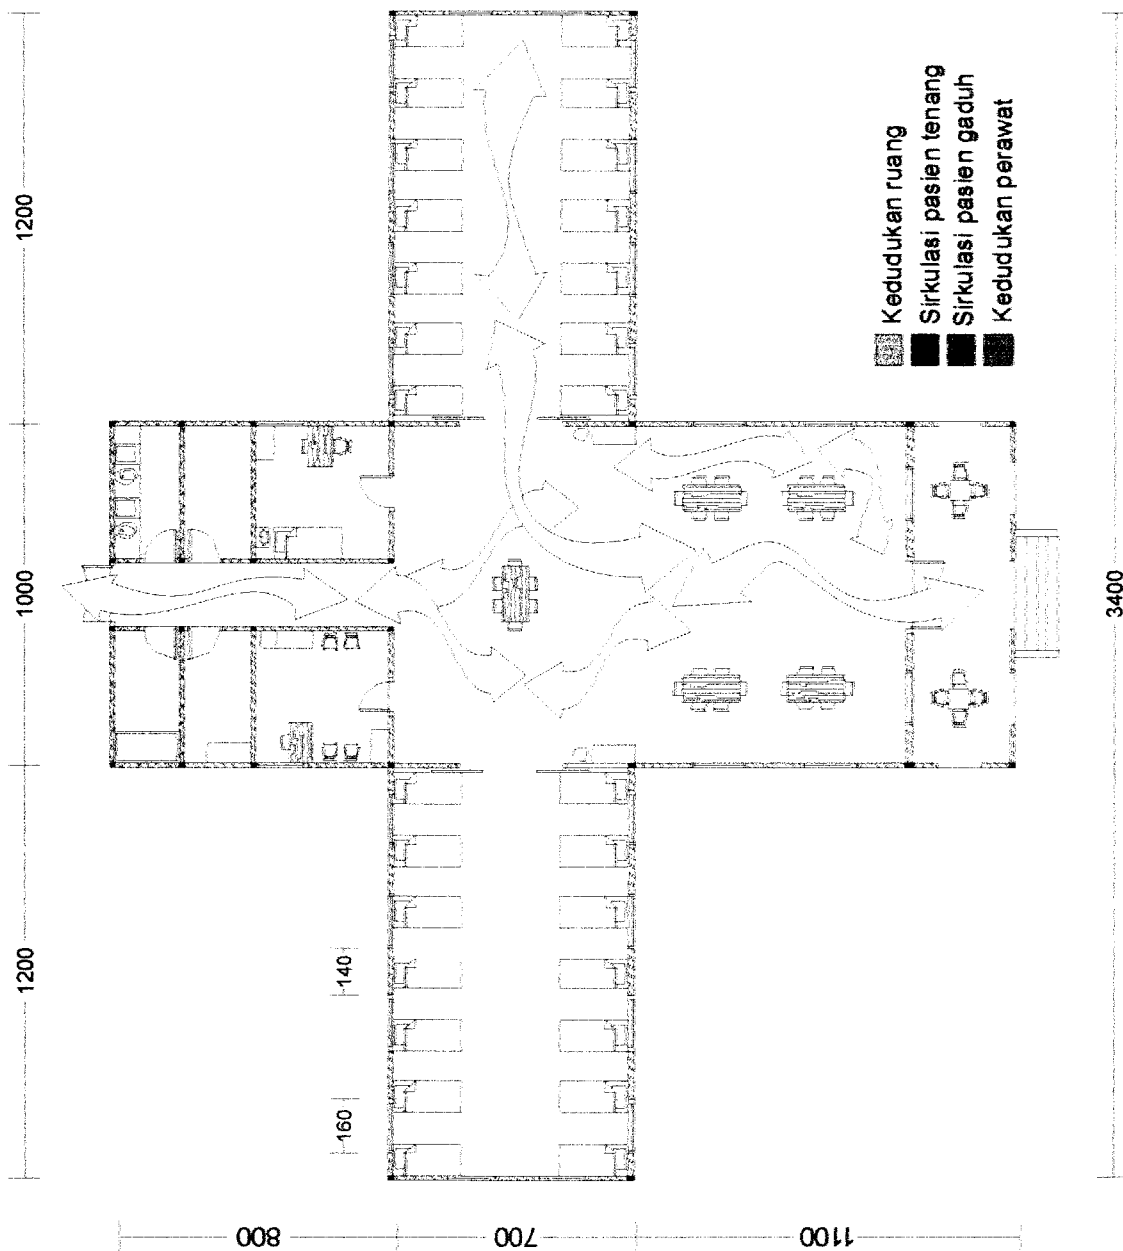 1200
1000
1200
3400
140
160
800
700
1100
Kedudukan ruang
Sirkulasi pasien tenang
Sirkulasi pasien gaduh
Kedudukan perawat